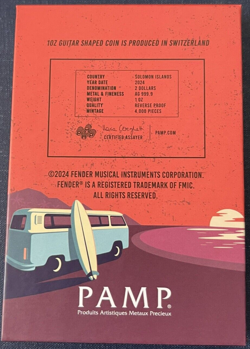 1OZ GUITAR SHAPED COIN IS PRODUCED IN SWITZERLAND
COUNTRY SOLOMON ISLANDS
YEAR DATE 2024
DENOMINATION 2 DOLLARS
METAL & FINENESS AG 999.9
WEIGHT 1 OZ
QUALITY REVERSE PROOF
MINTAGE 4,000 PIECES
CERTIFIED ASSAYER PAMP.COM
©2024 FENDER MUSICAL INSTRUMENTS CORPORATION.
FENDER® IS A REGISTERED TRADEMARK OF FMIC.
ALL RIGHTS RESERVED.
PAMP®
Produits Artistiques Métaux Précieux